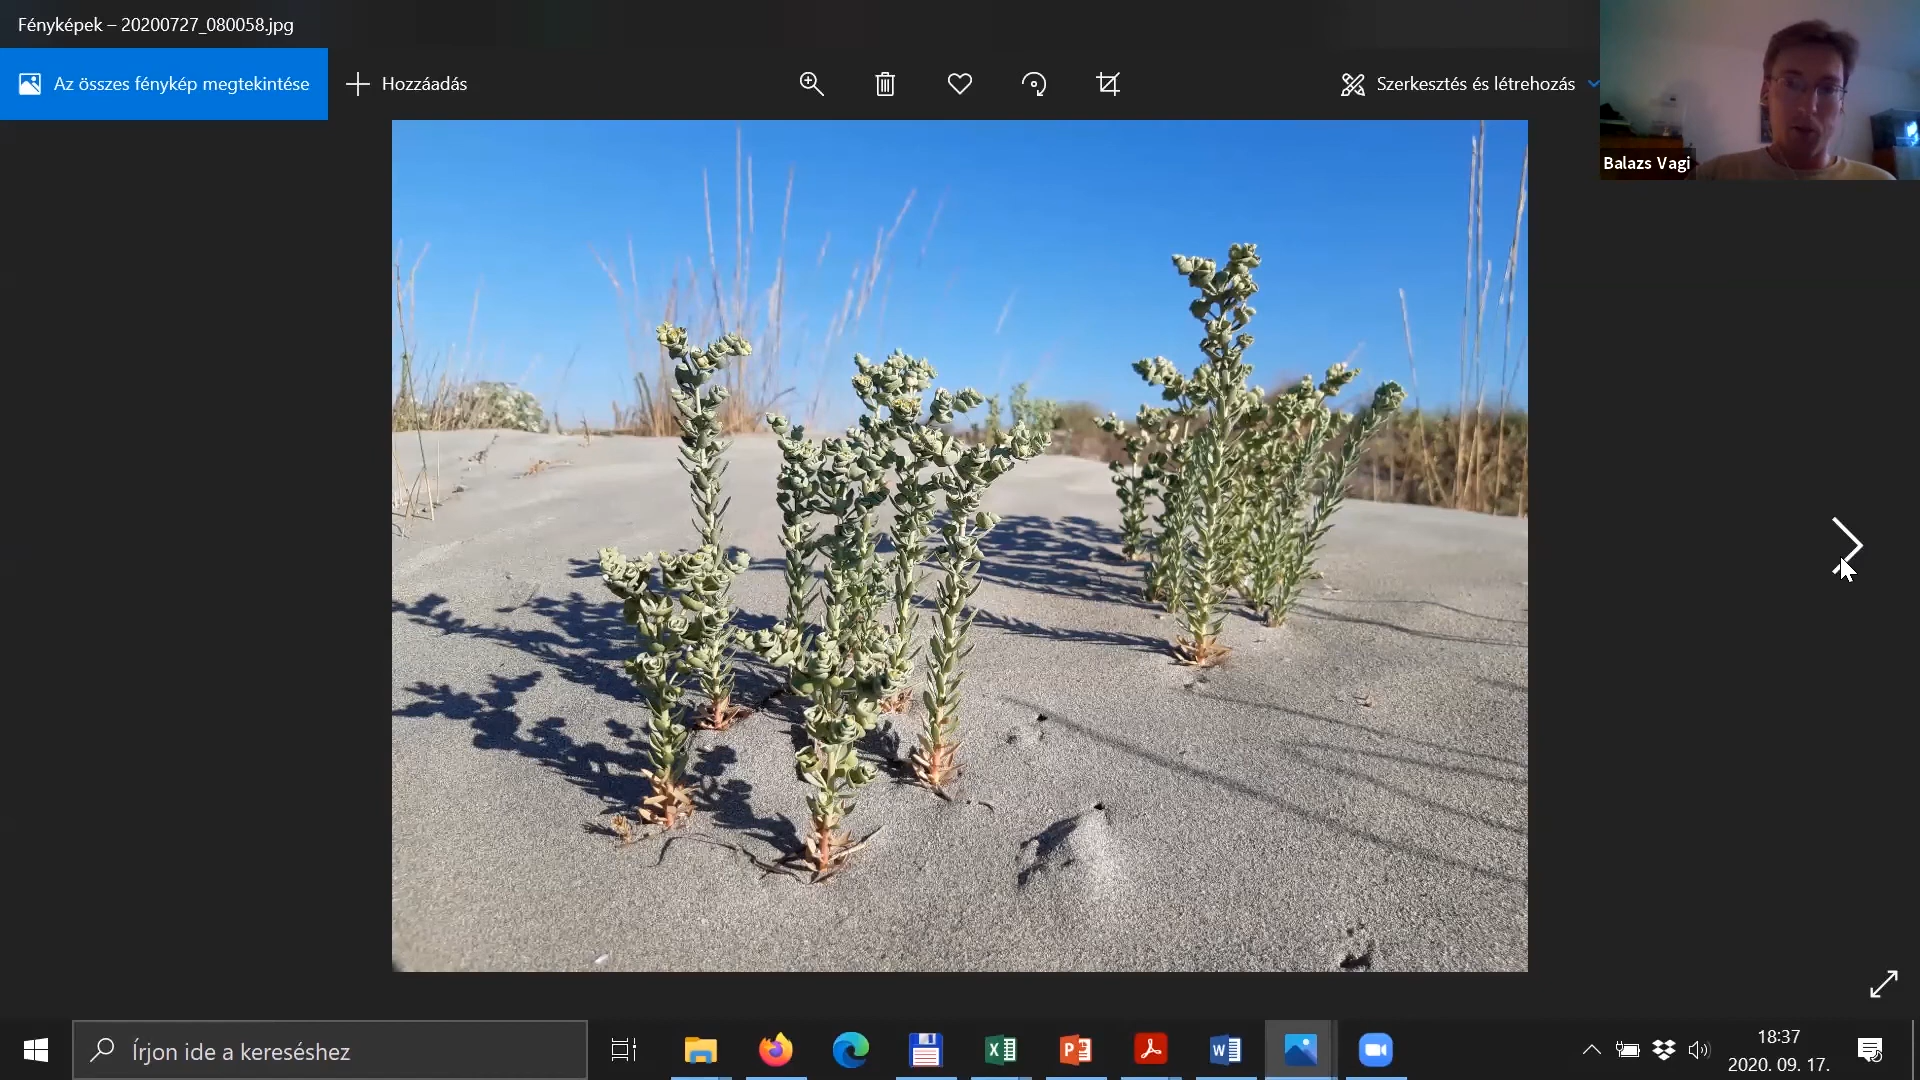 Fényképek – 20200727_080058.jpg
Az összes fénykép megtekintése
Hozzáadás
Szerkesztés és létrehozás
Balazs Vagi
Írjon ide a kereséshez
18:37
2020. 09. 17.